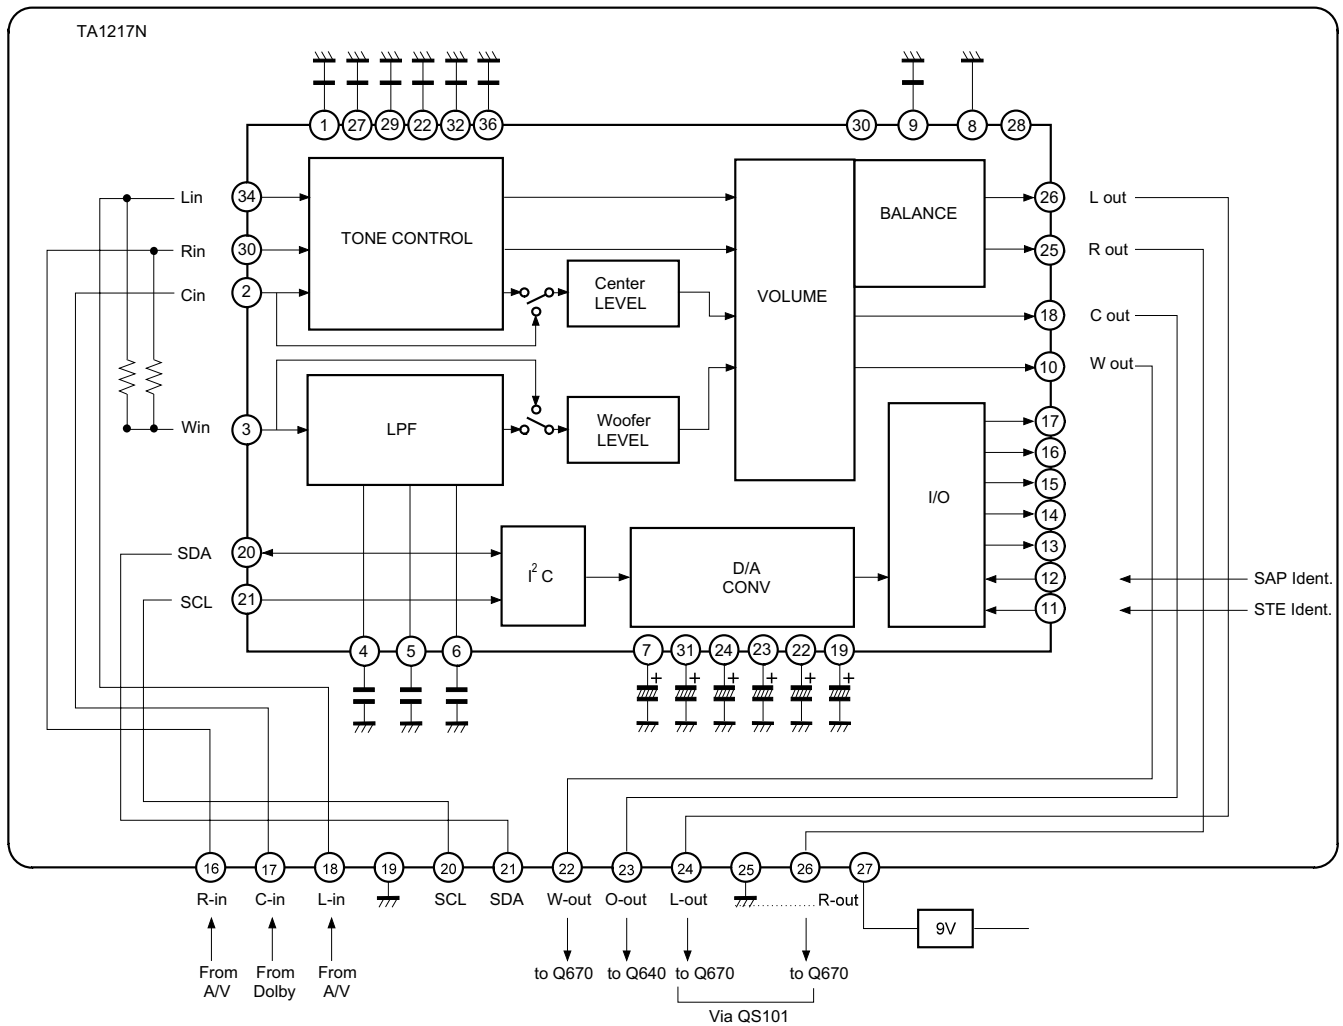 TA1217N
1 27 29 22 32 36 30 9 8 28
Lin 34 26 L out
TONE CONTROL
BALANCE
Rin 30 25 R out
Cin 2
Center
LEVEL
VOLUME
18 C out
10 W out
Win 3
LPF
Woofer
LEVEL
17
16
15
14
13
12 SAP Ident.
11 STE Ident.
I/O
SDA 20
SCL 21
I2 C
D/A
CONV
4 5 6 7 31 24 23 22 19
+ + + + + +
16 17 18 19 20 21 22 23 24 25 26 27
R-in C-in L-in SCL SDA W-out O-out L-out R-out
9V
From
A/V
From
Dolby
From
A/V
to Q670 to Q640 to Q670 to Q670
Via QS101